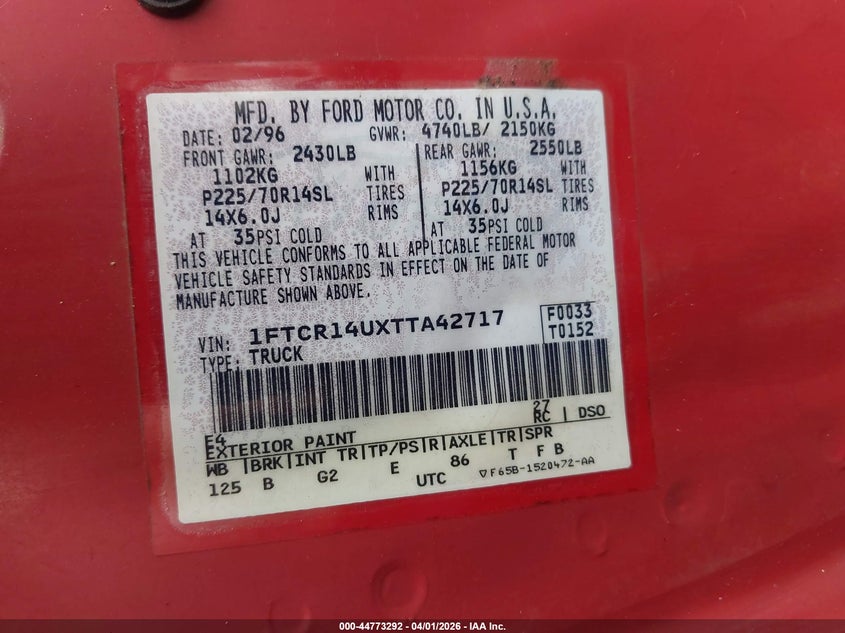 MFD. BY FORD MOTOR CO. IN U.S.A.
DATE: 02/96 GVWR: 4740LB/ 2150KG
FRONT GAWR: 2430LB REAR GAWR: 2550LB
1102KG WITH 1156KG WITH
P225/70R14SL TIRES P225/70R14SL TIRES
14X6.0J RIMS 14X6.0J RIMS
AT 35PSI COLD AT 35PSI COLD
THIS VEHICLE CONFORMS TO ALL APPLICABLE FEDERAL MOTOR
VEHICLE SAFETY STANDARDS IN EFFECT ON THE DATE OF
MANUFACTURE SHOWN ABOVE.
VIN: 1FTCR14UXTTA42717 F0033
TYPE: TRUCK T0152
E4 27
EXTERIOR PAINT RC | DSO
WB |BRK|INT TR|TP/PS|R|AXLE|TR|SPR
125 B G2 E 86 T F B
UTC ▽F65B-1520472-AA
000-44773292 - 04/01/2026 - IAA Inc.